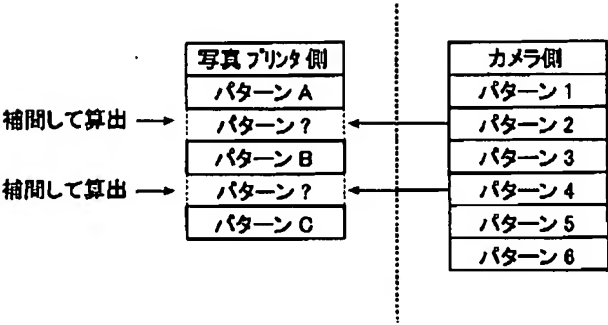 写真プリンタ側
パターン A
補間して算出
パターン ?
パターン B
補間して算出
パターン ?
パターン C
カメラ側
パターン 1
パターン 2
パターン 3
パターン 4
パターン 5
パターン 6